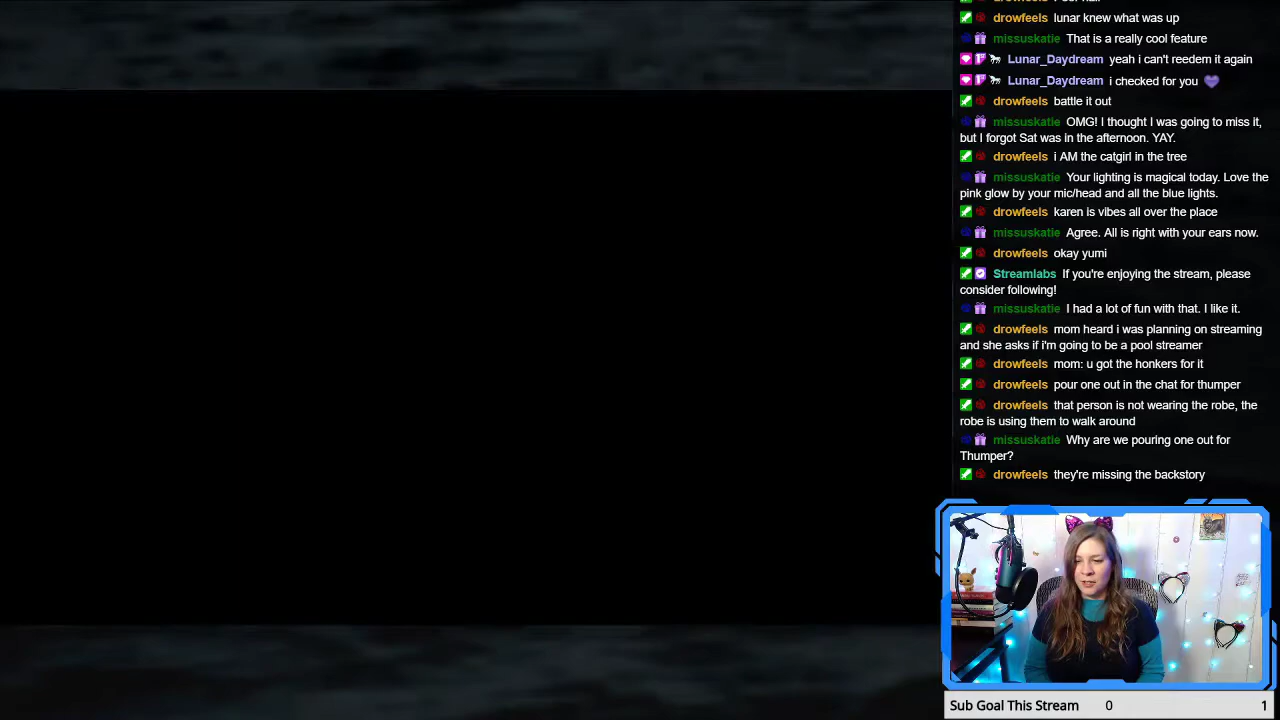 drowfeels lunar knew what was up
missuskatie That is a really cool feature
Lunar_Daydream yeah i can't redeem it again
Lunar_Daydream i checked for you
drowfeels battle it out
missuskatie OMG! I thought I was going to miss it,
but I forgot Sat was in the afternoon. YAY.
drowfeels i AM the catgirl in the tree
missuskatie Your lighting is magical today. Love the
pink glow by your mic/head and all the blue lights.
drowfeels karen is vibes all over the place
missuskatie Agree. All is right with your ears now.
drowfeels okay yumi
Streamlabs If you're enjoying the stream, please
consider following!
missuskatie I had a lot of fun with that. I like it.
drowfeels mom heard i was planning on streaming
and she asks if i'm going to be a pool streamer
drowfeels mom: u got the honkers for it
drowfeels pour one out in the chat for thumper
drowfeels that person is not wearing the robe, the
robe is using them to walk around
missuskatie Why are we pouring one out for
Thumper?
drowfeels they're missing the backstory
Sub Goal This Stream 0 1